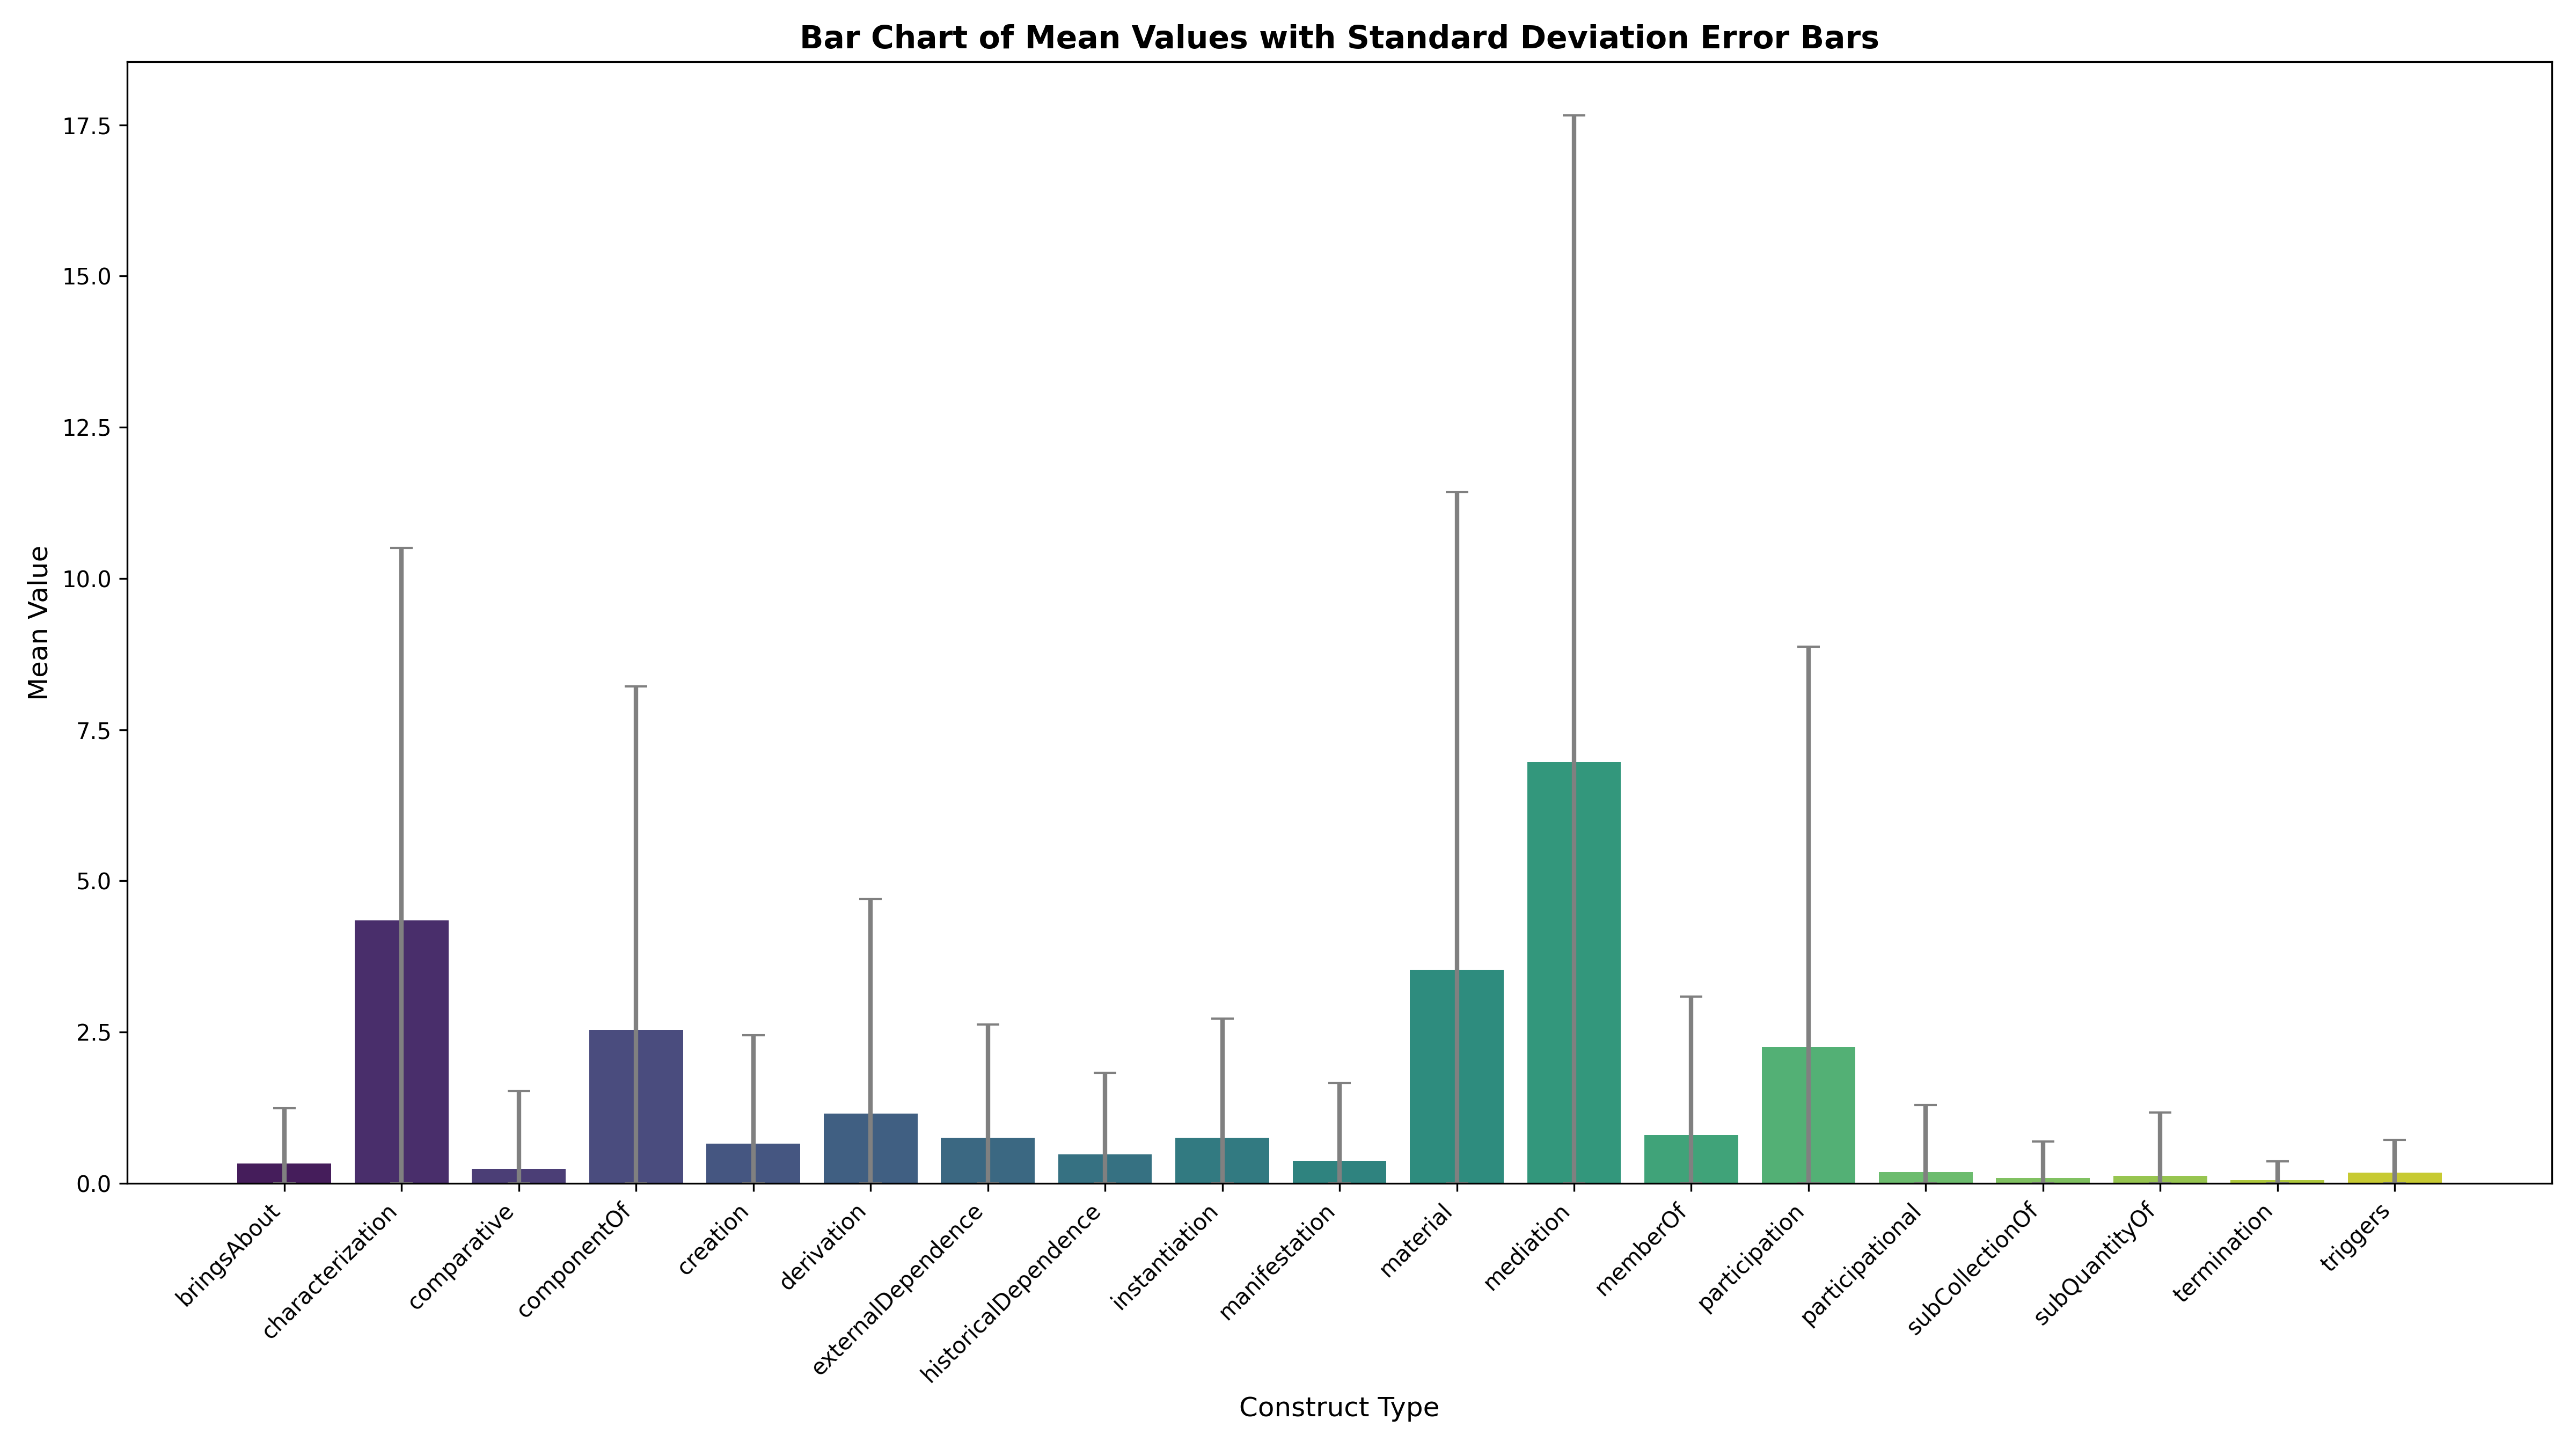 Bar Chart of Mean Values with Standard Deviation Error Bars
Mean Value
17.5
15.0
12.5
10.0
7.5
5.0
2.5
0.0
bringsAbout
characterization
comparative
componentOf
creation
derivation
externalDependence
historicalDependence
instantiation
manifestation
material
mediation
memberOf
participation
participational
subCollectionOf
subQuantityOf
termination
triggers
Construct Type